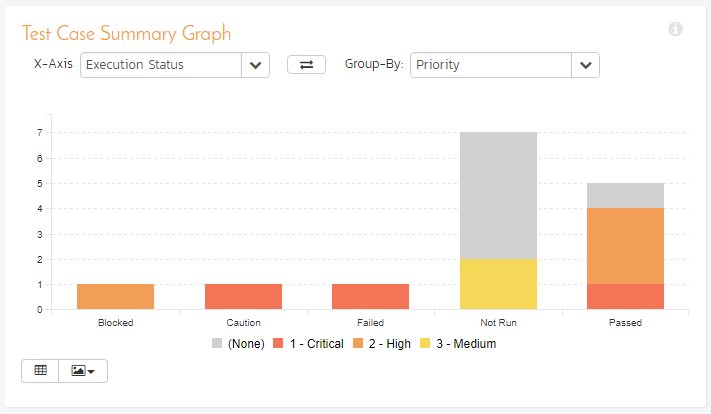 Test Case Summary Graph
X-Axis Execution Status Group-By: Priority
7
6
5
4
3
2
1
0
Blocked Caution Failed Not Run Passed
(None) 1 - Critical 2 - High 3 - Medium